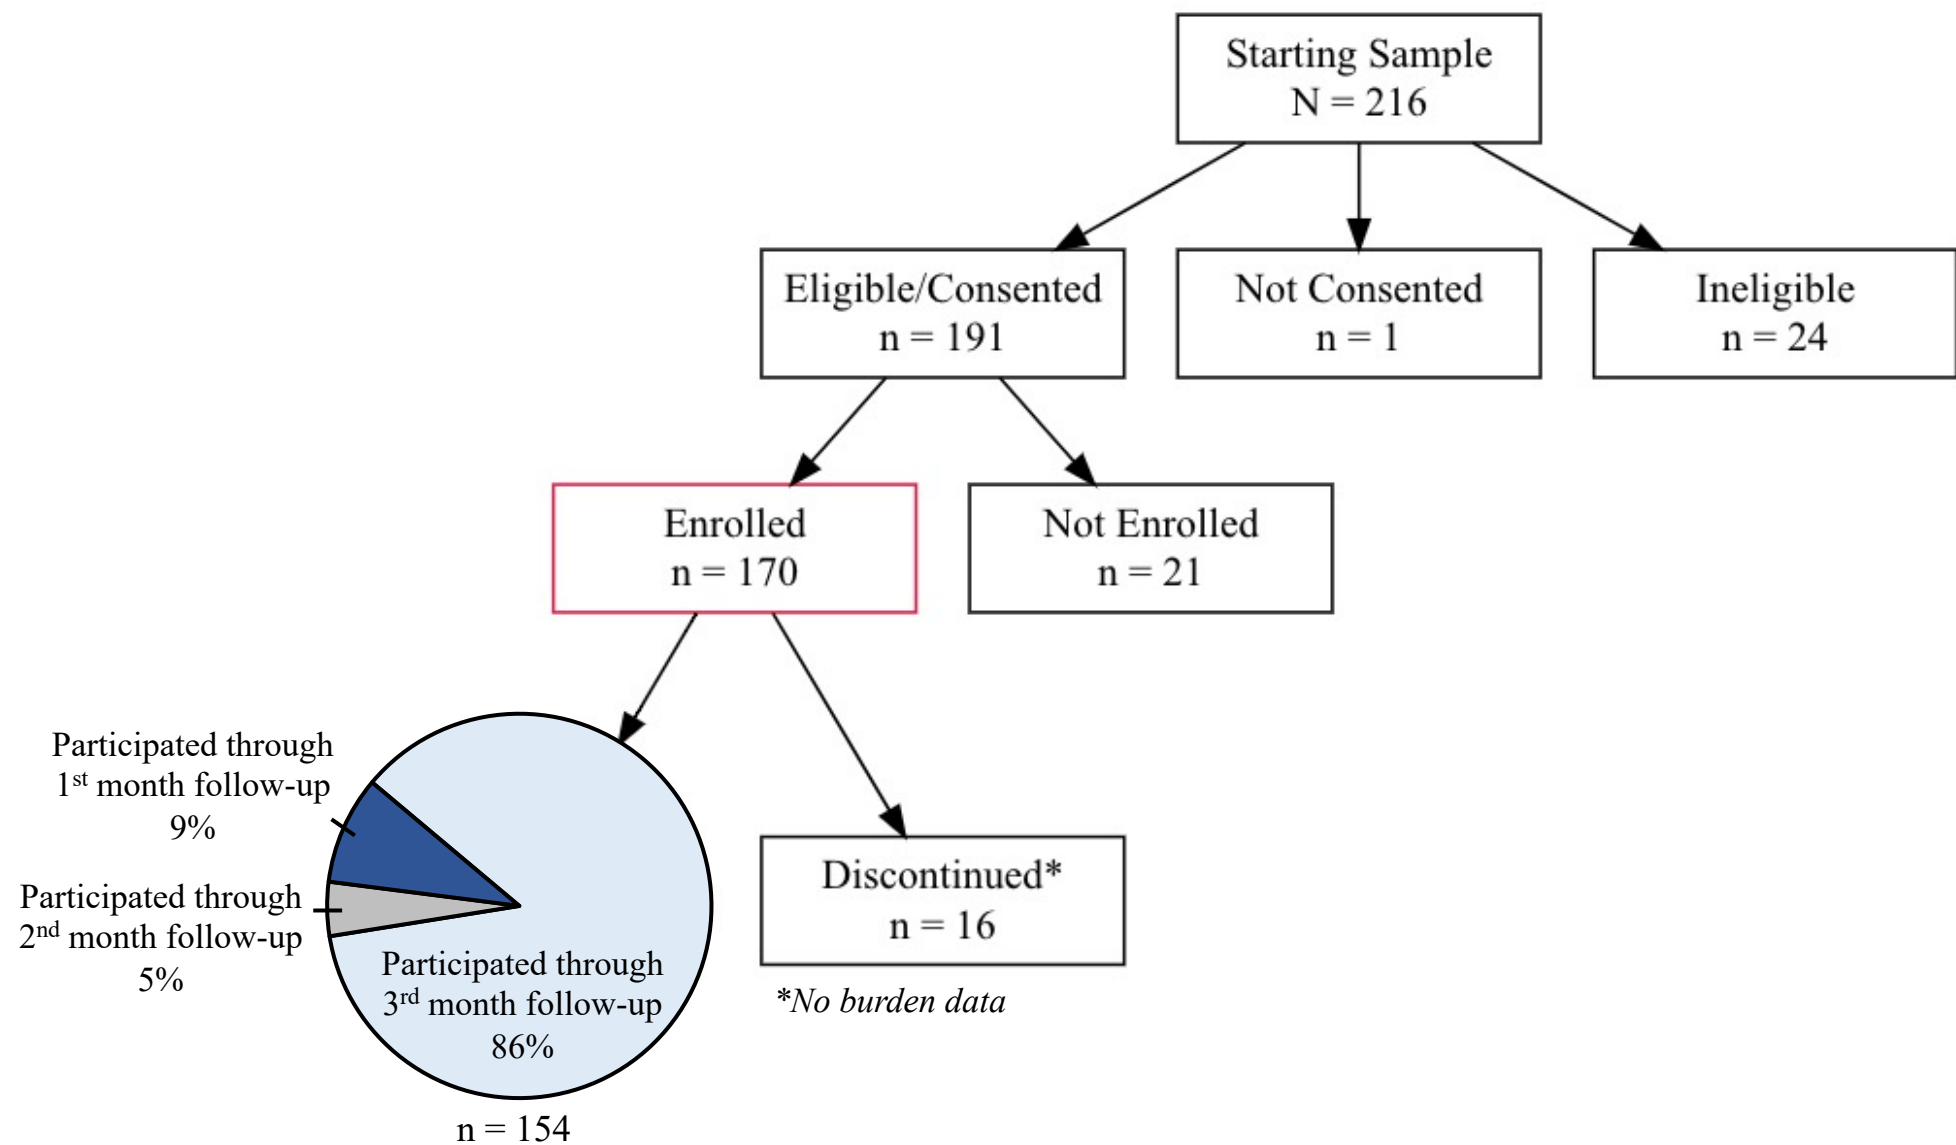 Starting Sample
N = 216
Eligible/Consented
n = 191
Not Consented
n = 1
Ineligible
n = 24
Enrolled
n = 170
Not Enrolled
n = 21
Participated through
1st month follow-up
9%
Participated through
2nd month follow-up
5%
Participated through
3rd month follow-up
86%
n = 154
Discontinued*
n = 16
*No burden data